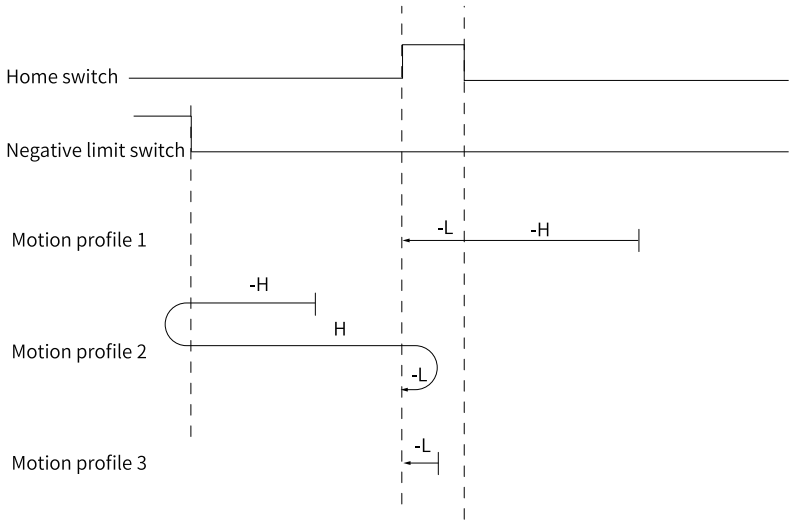 Home switch
Negative limit switch
Motion profile 1
-L
-H
-H
H
Motion profile 2
-L
-L
Motion profile 3